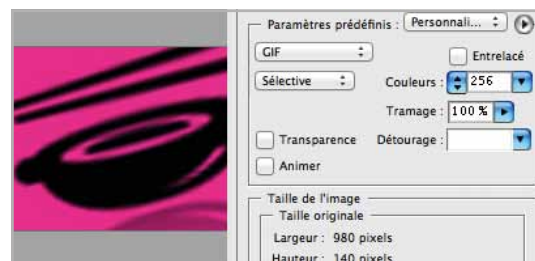 Paramètres prédéfinis : Personnali...
GIF
Entrelacé
Sélective
Couleurs : 256
Tramage : 100 %
Transparence
Détourage :
Animer
Taille de l'image
Taille originale
Largeur : 980 pixels
Hauteur : 140 pixels